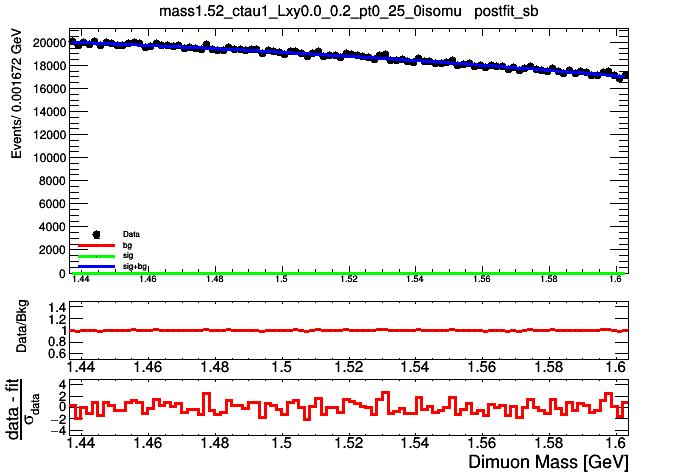 mass1.52_ctau1_Lxy0.0_0.2_pt0_25_0isomu postfit_sb
Events/ 0.001672 GeV
20000
18000
16000
14000
12000
10000
8000
6000
4000
2000
0
Data
bg
sig
sig+bg
1.44 1.46 1.48 1.5 1.52 1.54 1.56 1.58 1.6
Data/Bkg
1.4
1.2
1
0.8
0.6
1.44 1.46 1.48 1.5 1.52 1.54 1.56 1.58 1.6
data - fit
σdata
4
2
0
−2
−4
1.44 1.46 1.48 1.5 1.52 1.54 1.56 1.58 1.6
Dimuon Mass [GeV]